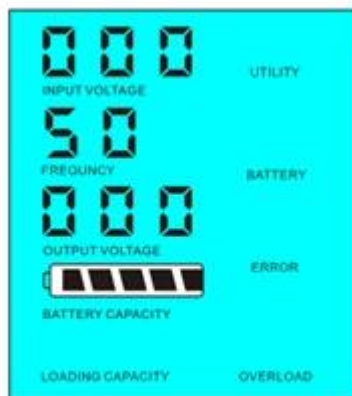 000
INPUT VOLTAGE
UTILITY
50
FREQUNCY
BATTERY
000
OUTPUT VOLTAGE
ERROR
BATTERY CAPACITY
LOADING CAPACITY
OVERLOAD